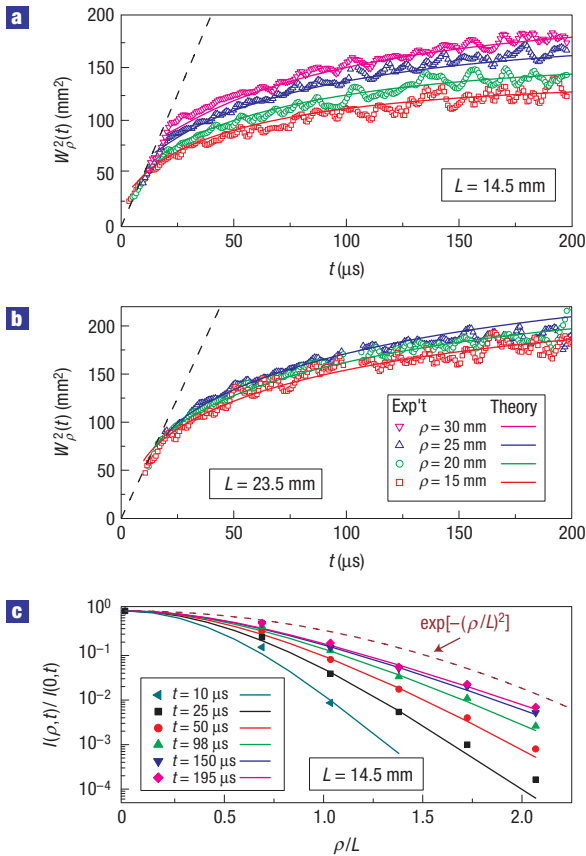 a
200
150
100
50
0
W²ρ(t) (mm²)
L = 14.5 mm
0 50 100 150 200
t (μs)
b
200
150
100
50
0
W²ρ(t) (mm²)
L = 23.5 mm
Exp't Theory
ρ = 30 mm
ρ = 25 mm
ρ = 20 mm
ρ = 15 mm
0 50 100 150 200
t (μs)
c
10⁰
10⁻¹
10⁻²
10⁻³
10⁻⁴
I(ρ,t)/ I(0,t)
exp[−(ρ/L)²]
t = 10 μs
t = 25 μs
t = 50 μs
t = 98 μs
t = 150 μs
t = 195 μs
L = 14.5 mm
0 0.5 1.0 1.5 2.0
ρ/L